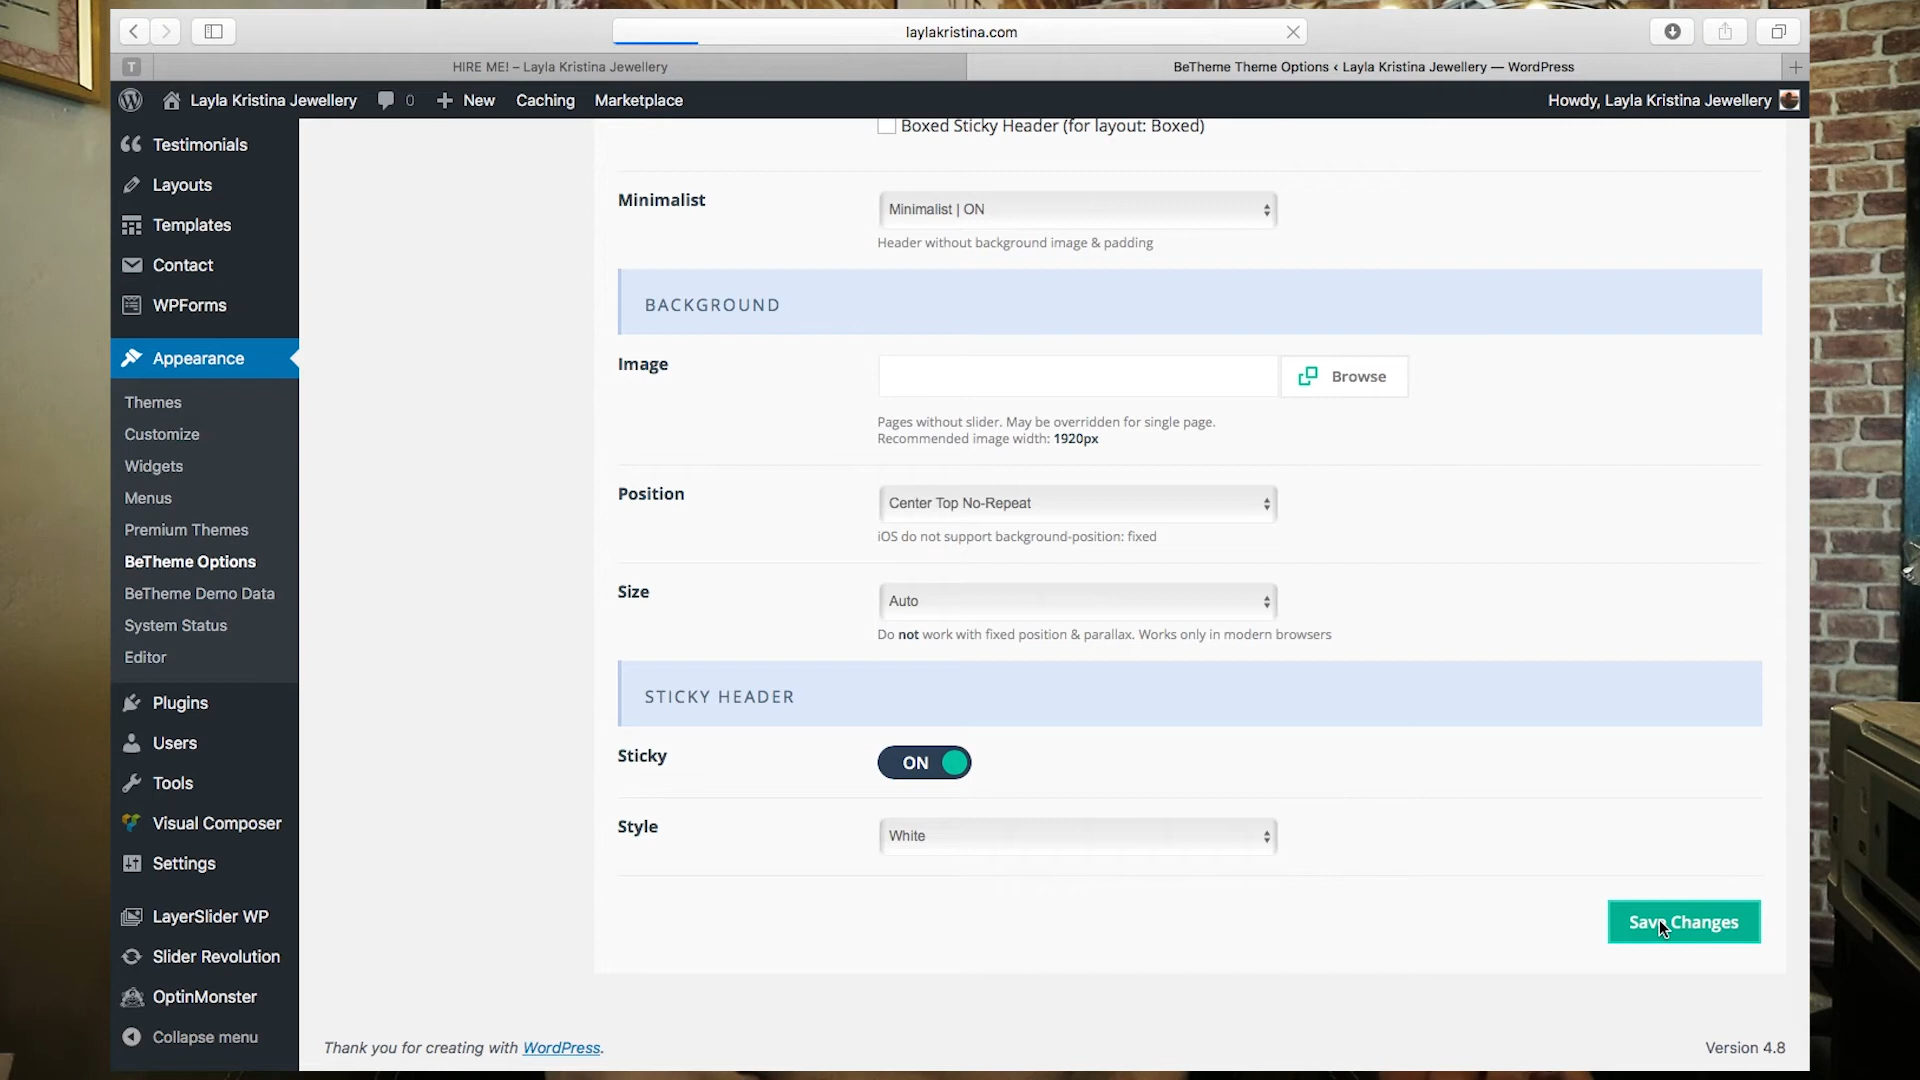 laylakristina.com
T
HIRE ME! – Layla Kristina Jewellery
BeTheme Theme Options ‹ Layla Kristina Jewellery — WordPress
Layla Kristina Jewellery
0
New
Caching
Marketplace
Howdy, Layla Kristina Jewellery
Testimonials
Layouts
Templates
Contact
WPForms
Appearance
Themes
Customize
Widgets
Menus
Premium Themes
BeTheme Options
BeTheme Demo Data
System Status
Editor
Plugins
Users
Tools
Visual Composer
Settings
LayerSlider WP
Slider Revolution
OptinMonster
Collapse menu
Boxed Sticky Header (for layout: Boxed)
Minimalist
Minimalist | ON
Header without background image & padding
BACKGROUND
Image
Browse
Pages without slider. May be overridden for single page.
Recommended image width: 1920px
Position
Center Top No-Repeat
iOS do not support background-position: fixed
Size
Auto
Do not work with fixed position & parallax. Works only in modern browsers
STICKY HEADER
Sticky
ON
Style
White
Save Changes
Thank you for creating with WordPress.
Version 4.8